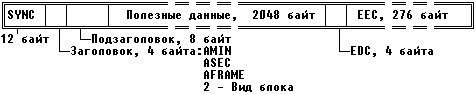 SYNC Полезные данные, 2048 байт EEC, 276 байт
12 байт Подзаголовок, 8 байт
Заголовок, 4 байта: AMIN EDC, 4 байта
ASEC
AFRAME
2 - Вид блока